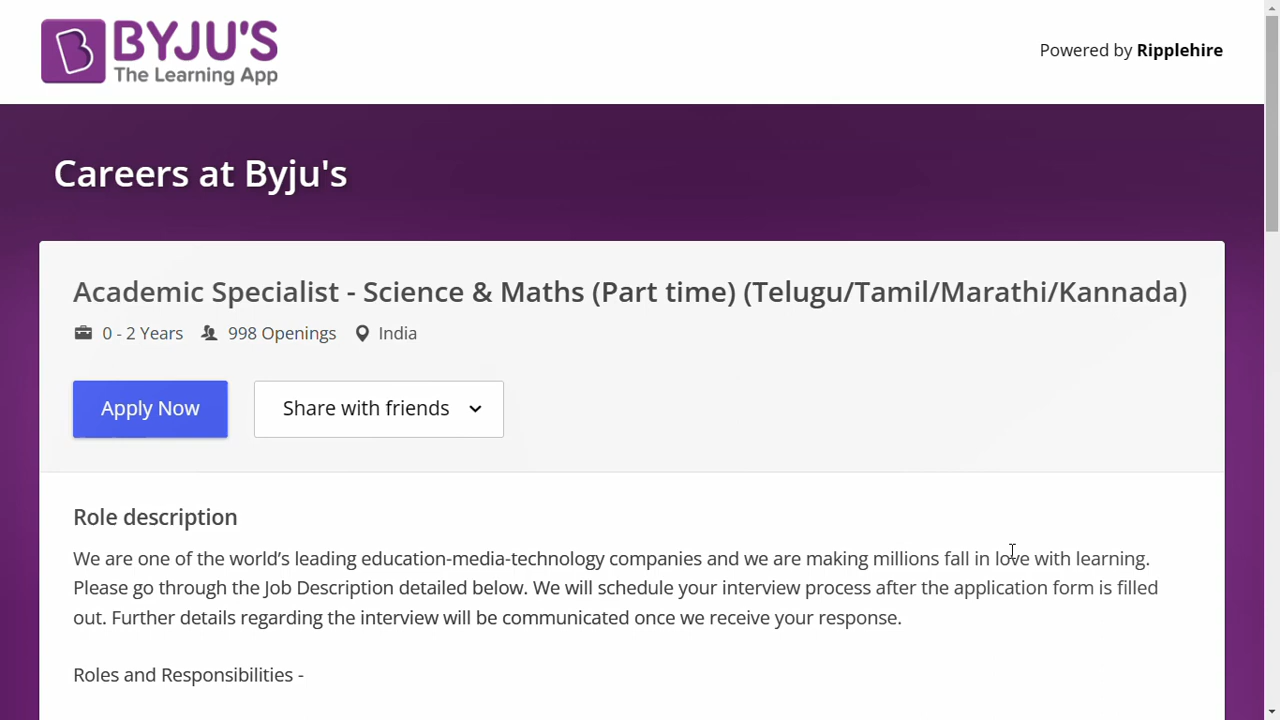 BYJU'S
The Learning App
Powered by Ripplehire
Careers at Byju's
Academic Specialist - Science & Maths (Part time) (Telugu/Tamil/Marathi/Kannada)
0 - 2 Years 998 Openings India
Apply Now Share with friends
Role description
We are one of the world’s leading education-media-technology companies and we are making millions fall in love with learning.
Please go through the Job Description detailed below. We will schedule your interview process after the application form is filled
out. Further details regarding the interview will be communicated once we receive your response.
Roles and Responsibilities -